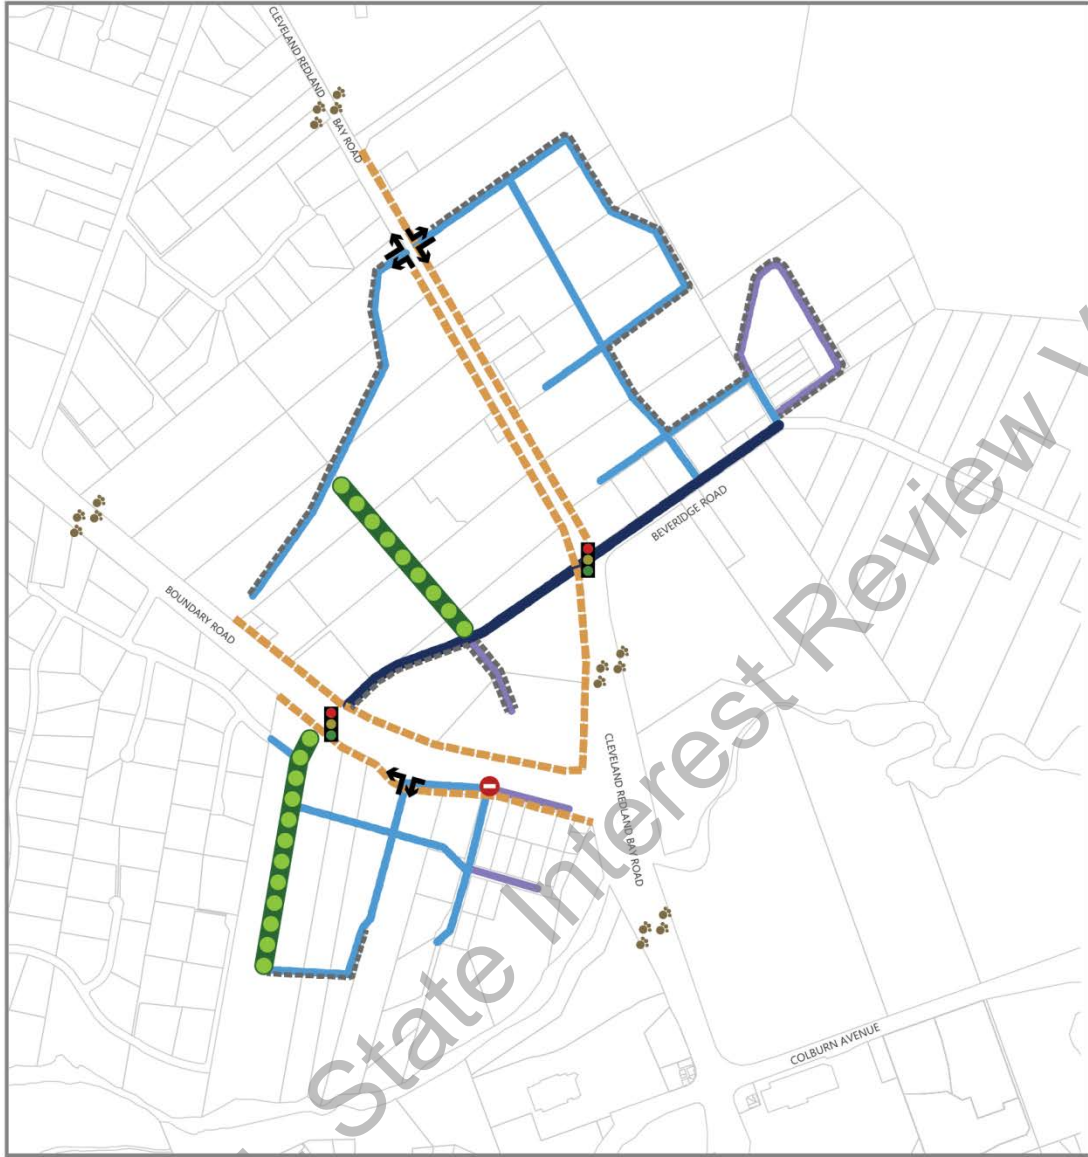 CLEVELAND REDLAND
BAY ROAD
BEVERIDGE ROAD
BOUNDARY ROAD
CLEVELAND REDLAND BAY ROAD
COLBURN AVENUE
State Interest Review V